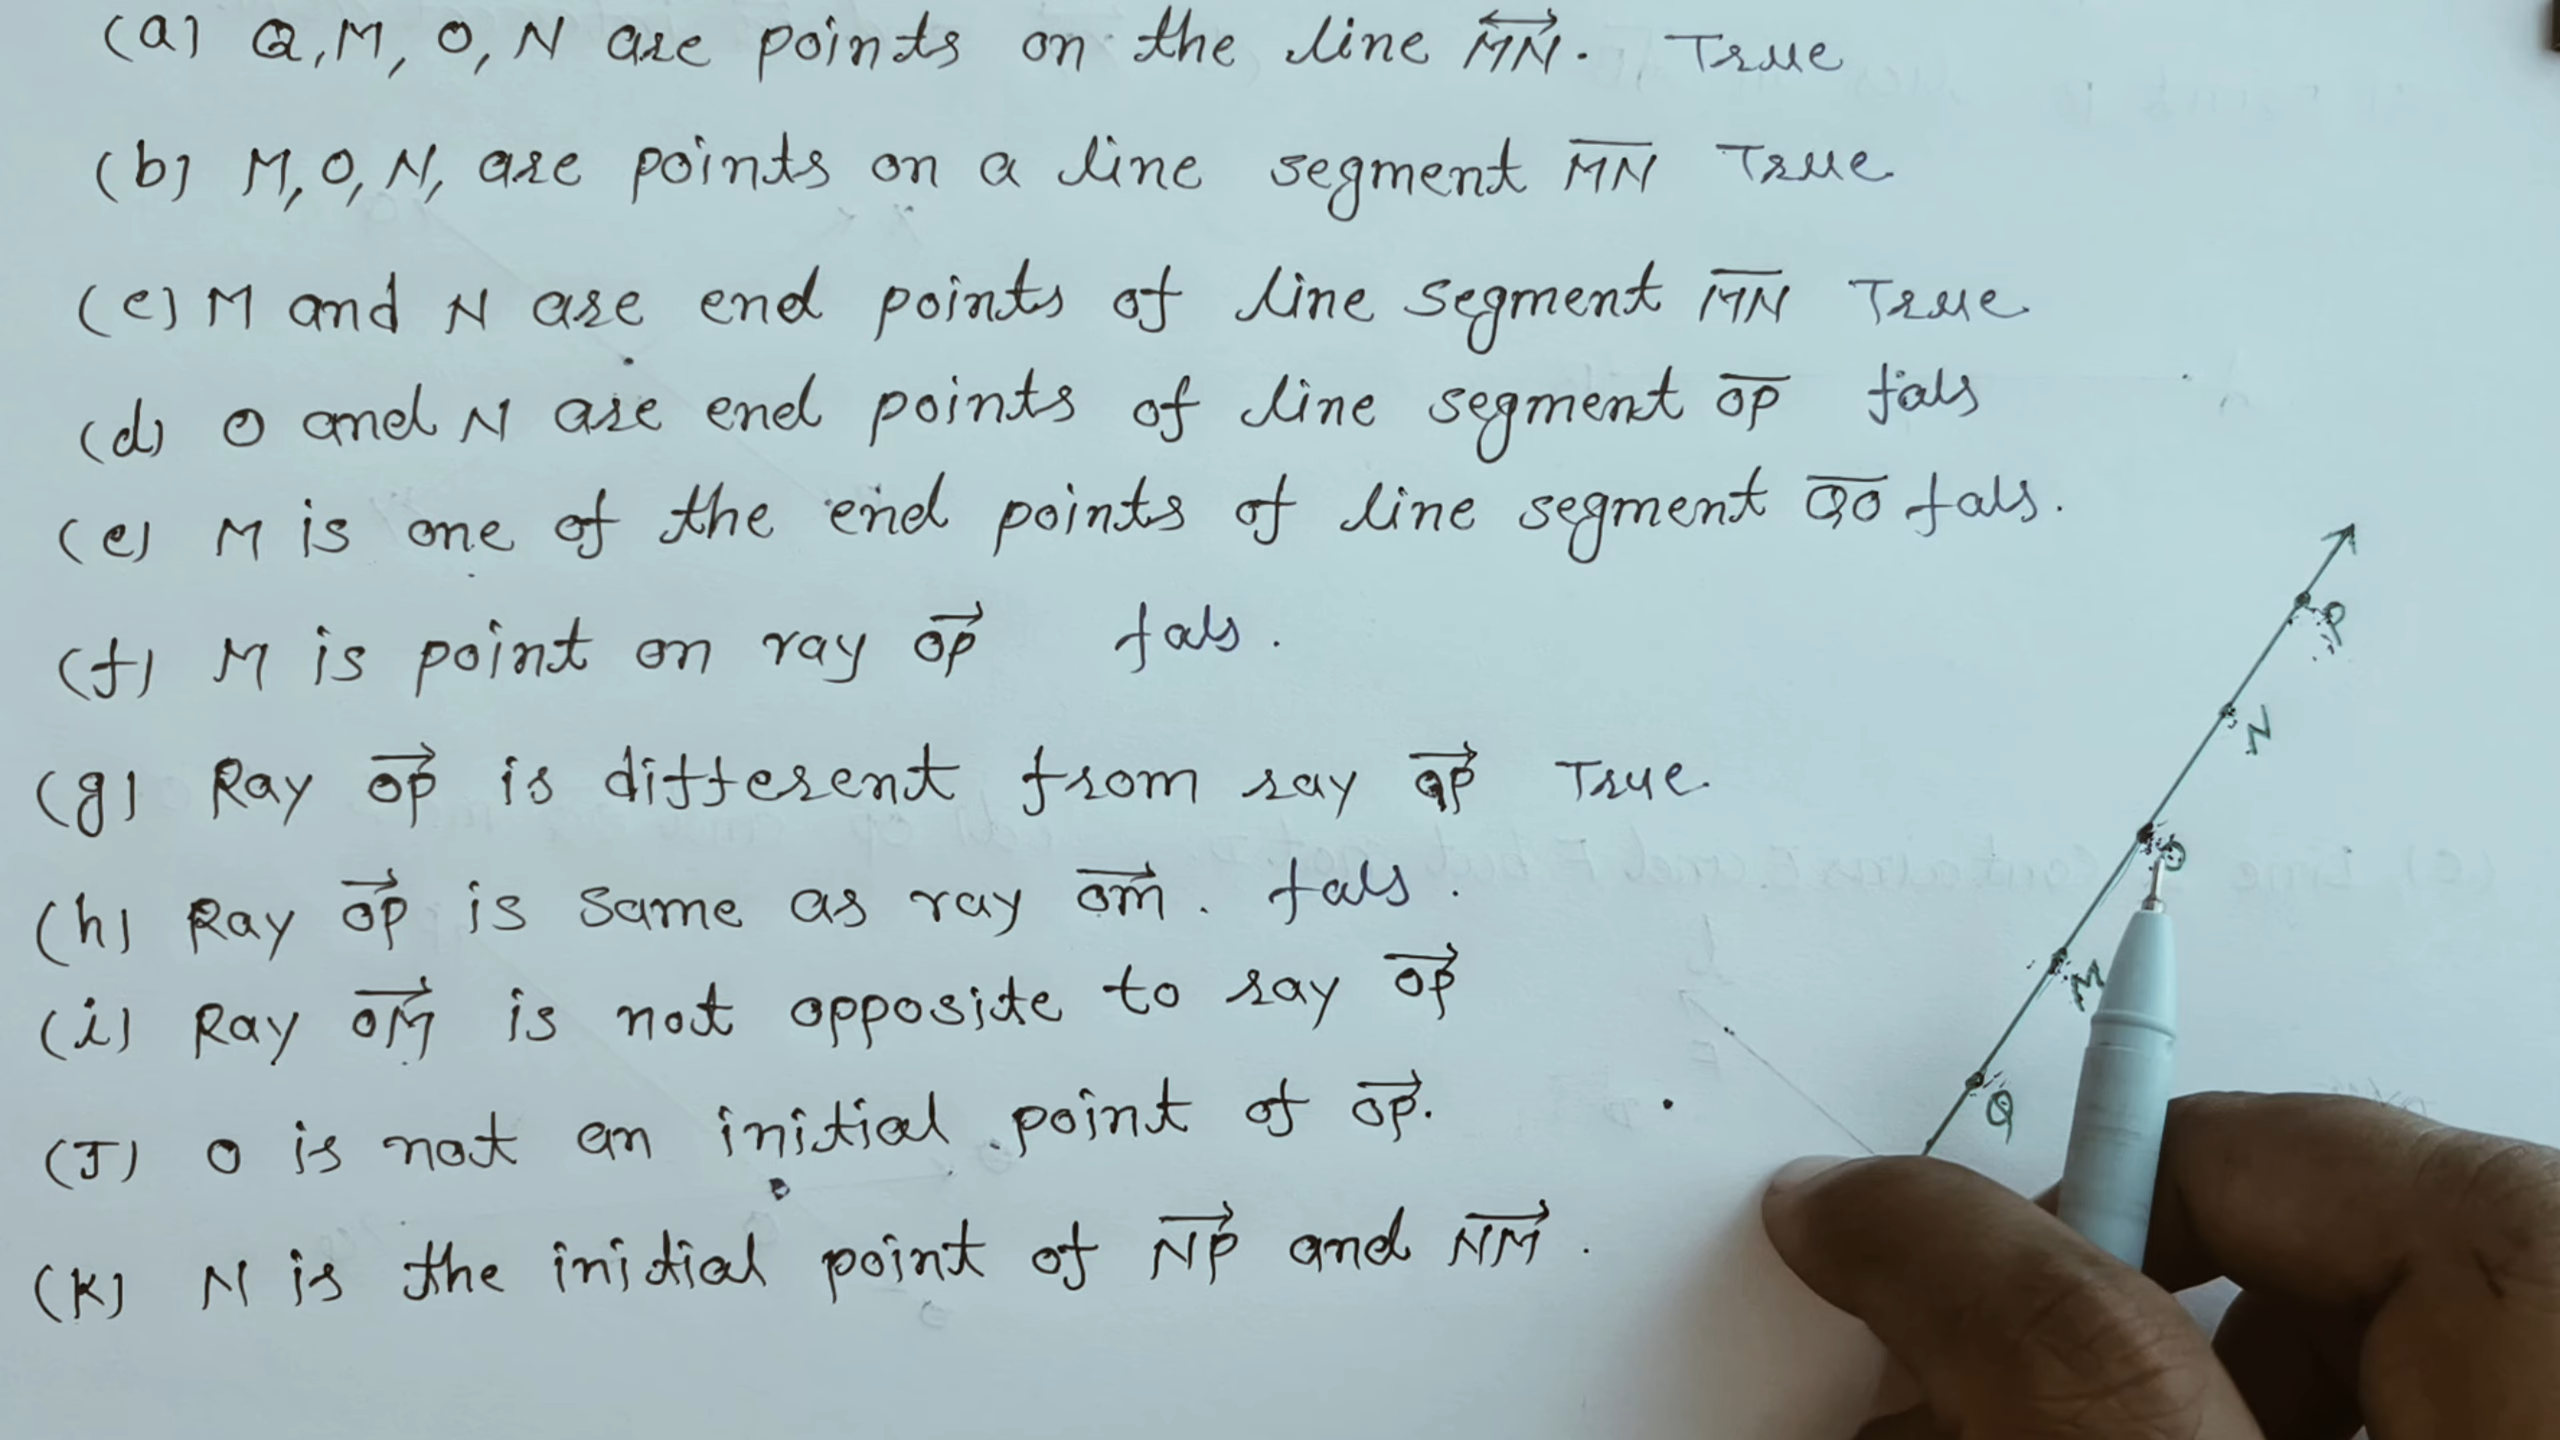 (a) Q, M, O, N are points on the line MN. True
(b) M, O, N, are points on a line segment MN True
(c) M and N are end points of line segment MN True
(d) O and N are end points of line segment OP fals
(e) M is one of the end points of line segment QO fals.
(f) M is point on ray OP fals.
(g) Ray OP is different from ray QP True
(h) Ray OP is same as ray OM. fals.
(i) Ray OM is not opposite to ray OP
(J) O is not an initial point of OP.
(K) N is the initial point of NP and NM.
P
N
O
M
Q